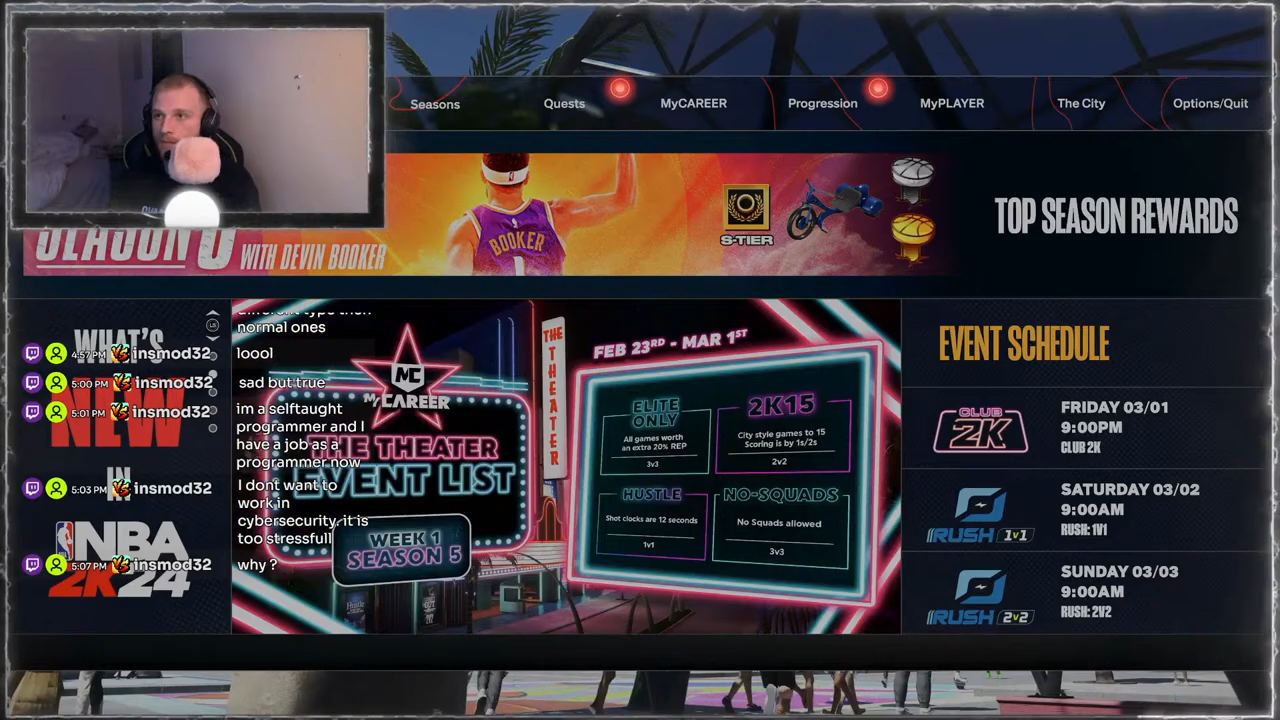 Seasons
Quests
MyCAREER
Progression
MyPLAYER
The City
Options/Quit
WITH DEVIN BOOKER
BOOKER
1
S-TIER
TOP SEASON REWARDS
WHAT'S
NEW
IN
NBA
2K24
LS
normal ones
4:57 PM insmod32 loool
5:00 PM insmod32 sad but true
5:01 PM insmod32 im a selftaught
programmer and I
have a job as a
programmer now
5:03 PM insmod32 I dont want to
work in
cybersecurity, it is
too stressfull
5:07 PM insmod32 why ?
MC
MyCAREER
THE THEATER
EVENT LIST
WEEK 1
SEASON 5
THE THEATER
FEB 23RD - MAR 1ST
ELITE
ONLY
All games worth
an extra 20% REP
3v3
2K15
City style games to 15
Scoring is by 1s/2s
2v2
HUSTLE
Shot clocks are 12 seconds
1v1
NO-SQUADS
No Squads allowed
3v3
EVENT SCHEDULE
CLUB
2K
FRIDAY 03/01
9:00PM
CLUB 2K
RUSH 1v1
SATURDAY 03/02
9:00AM
RUSH: 1V1
RUSH 2v2
SUNDAY 03/03
9:00AM
RUSH: 2V2